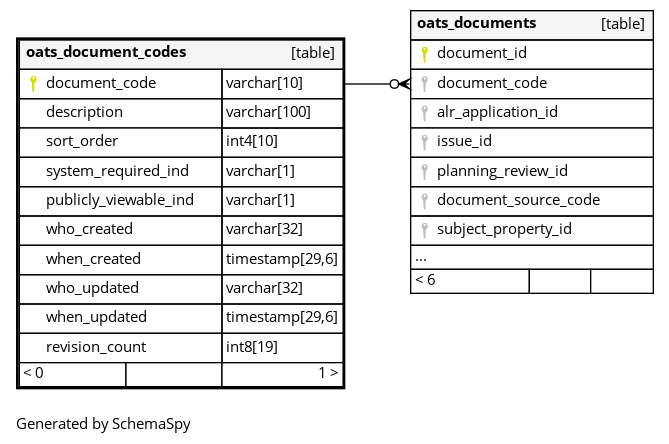 oats_document_codes [table]
document_code varchar[10]
description varchar[100]
sort_order int4[10]
system_required_ind varchar[1]
publicly_viewable_ind varchar[1]
who_created varchar[32]
when_created timestamp[29,6]
who_updated varchar[32]
when_updated timestamp[29,6]
revision_count int8[19]
< 0 1 >
oats_documents [table]
document_id
document_code
alr_application_id
issue_id
planning_review_id
document_source_code
subject_property_id
...
< 6
Generated by SchemaSpy